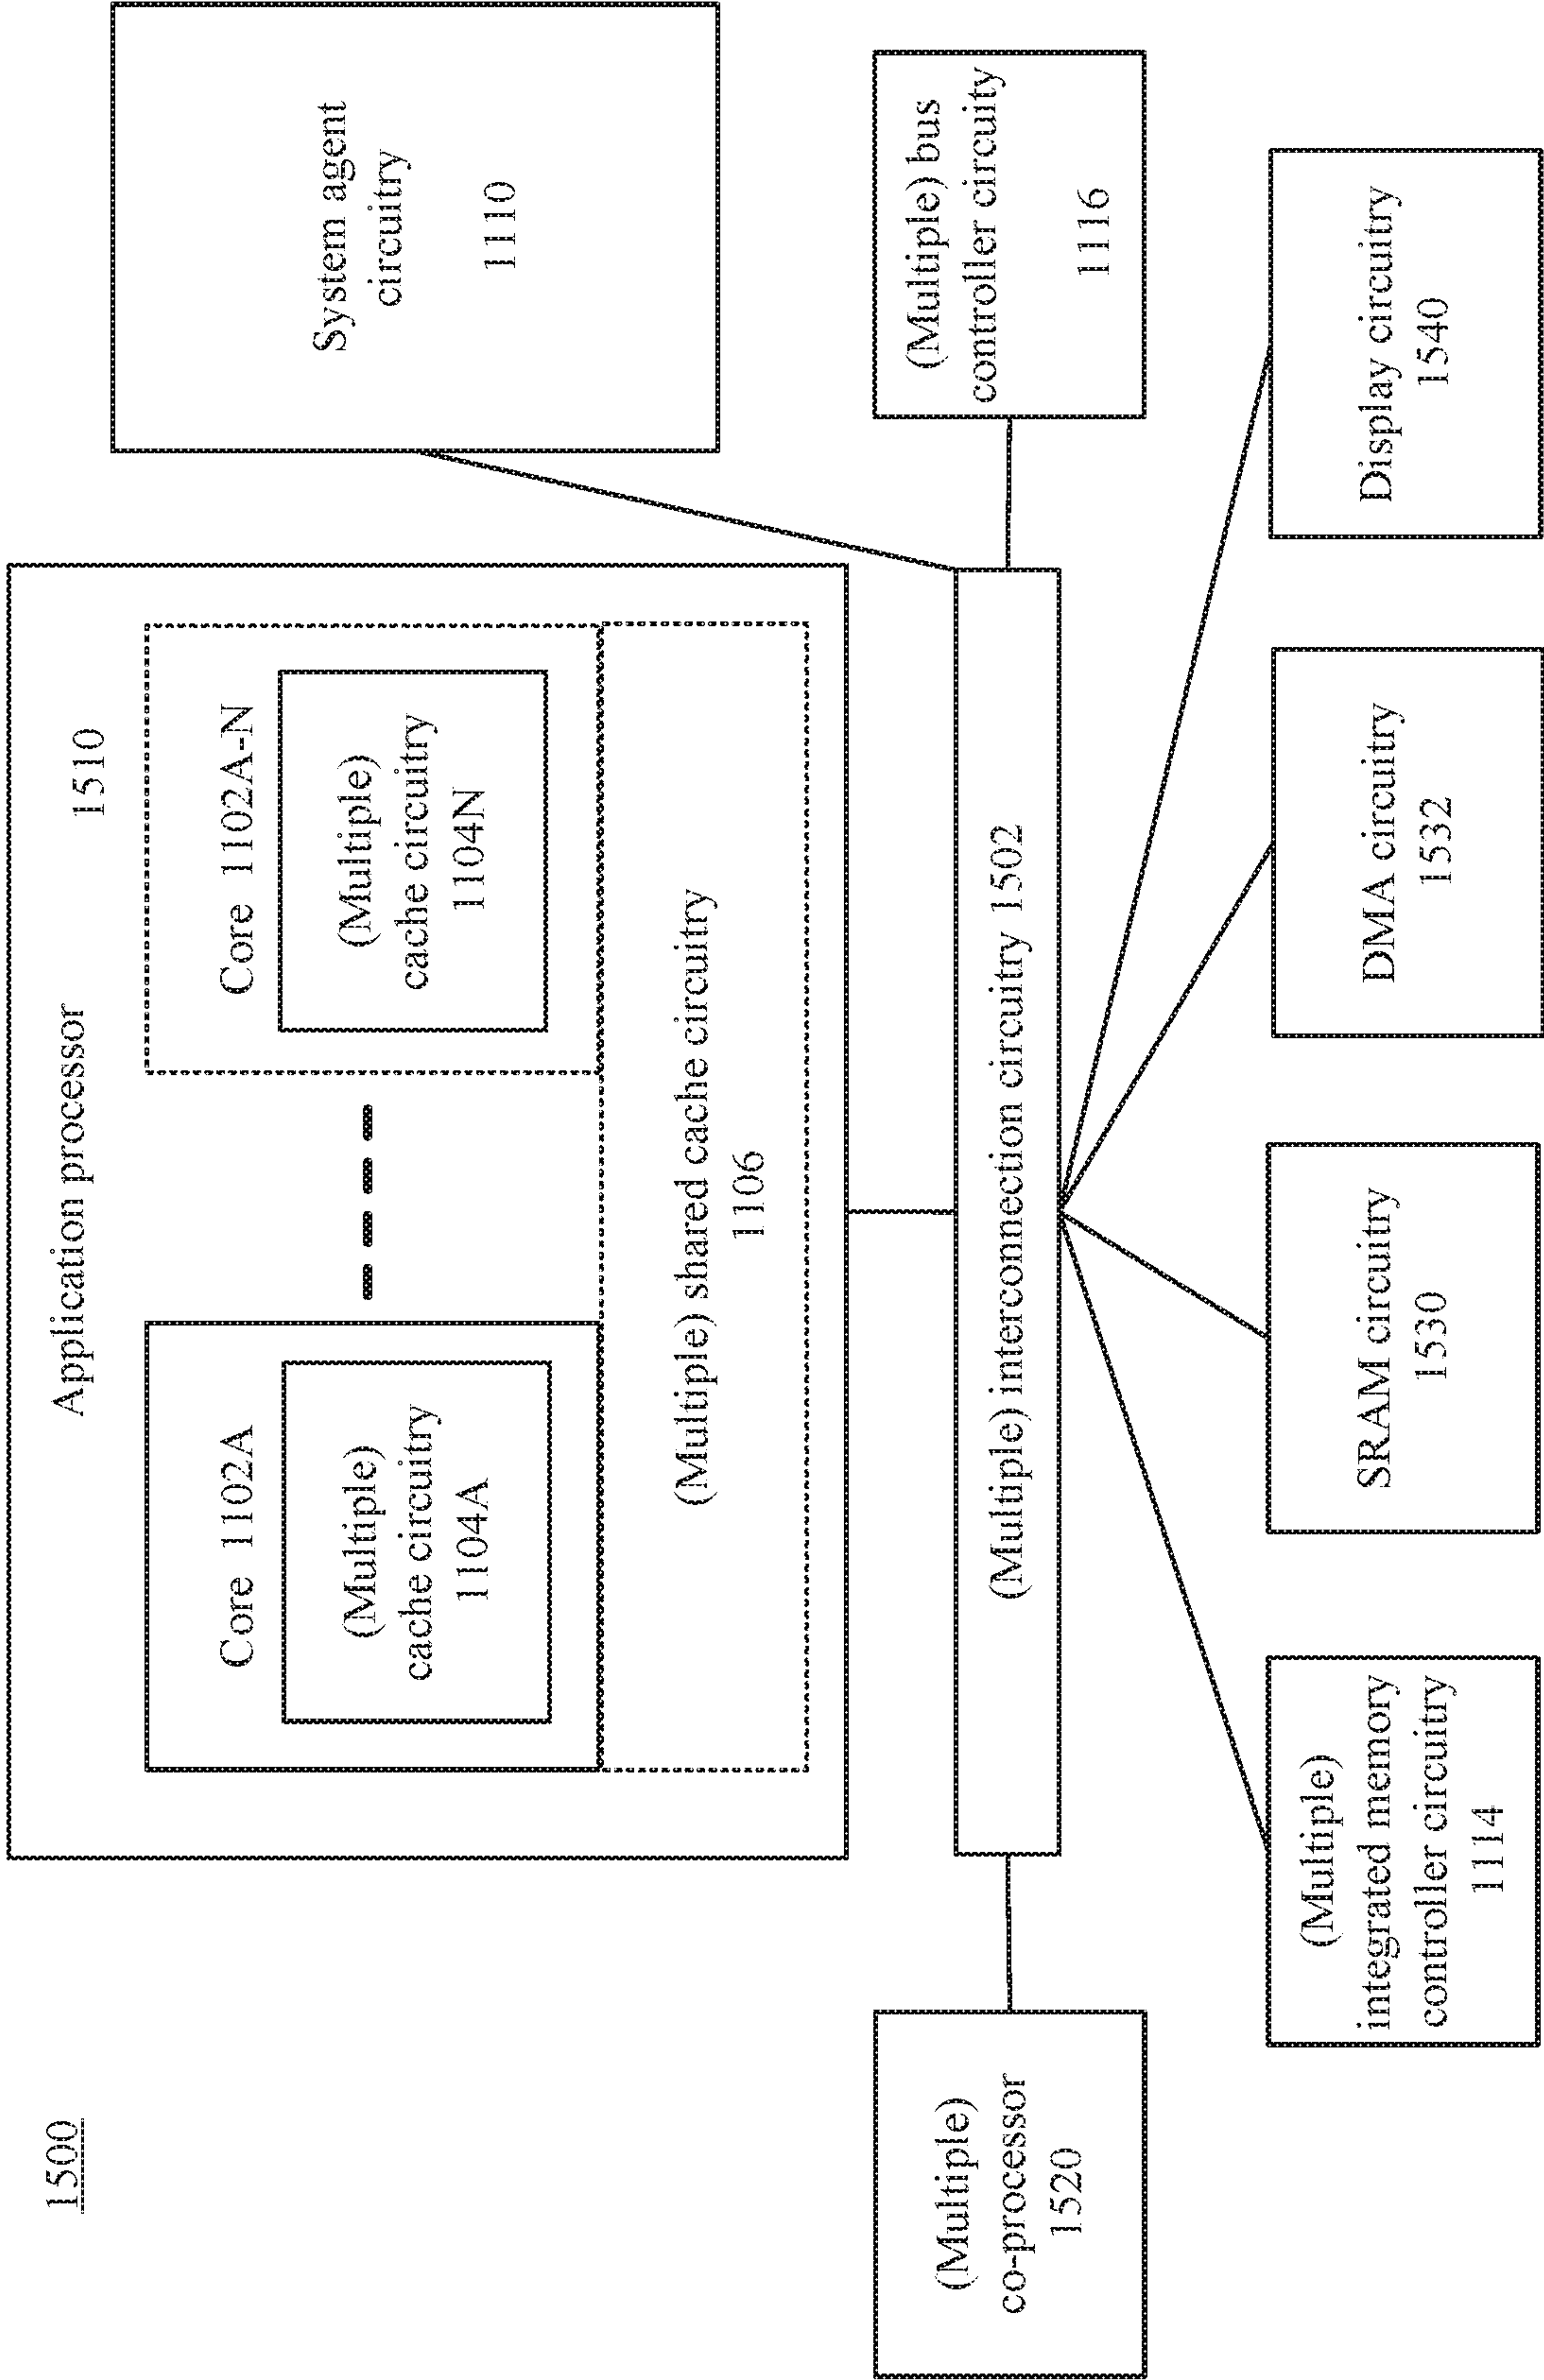 1500
Application processor
1510
Core 1102A
(Multiple)
cache circuitry
1104A
Core 1102A-N
(Multiple)
cache circuitry
1104N
(Multiple) shared cache circuitry
1106
System agent
circuitry
1110
(Multiple)
co-processor
1520
(Multiple) interconnection circuitry 1502
(Multiple) bus
controller circuitry
1116
(Multiple)
integrated memory
controller circuitry
1114
SRAM circuitry
1530
DMA circuitry
1532
Display circuitry
1540